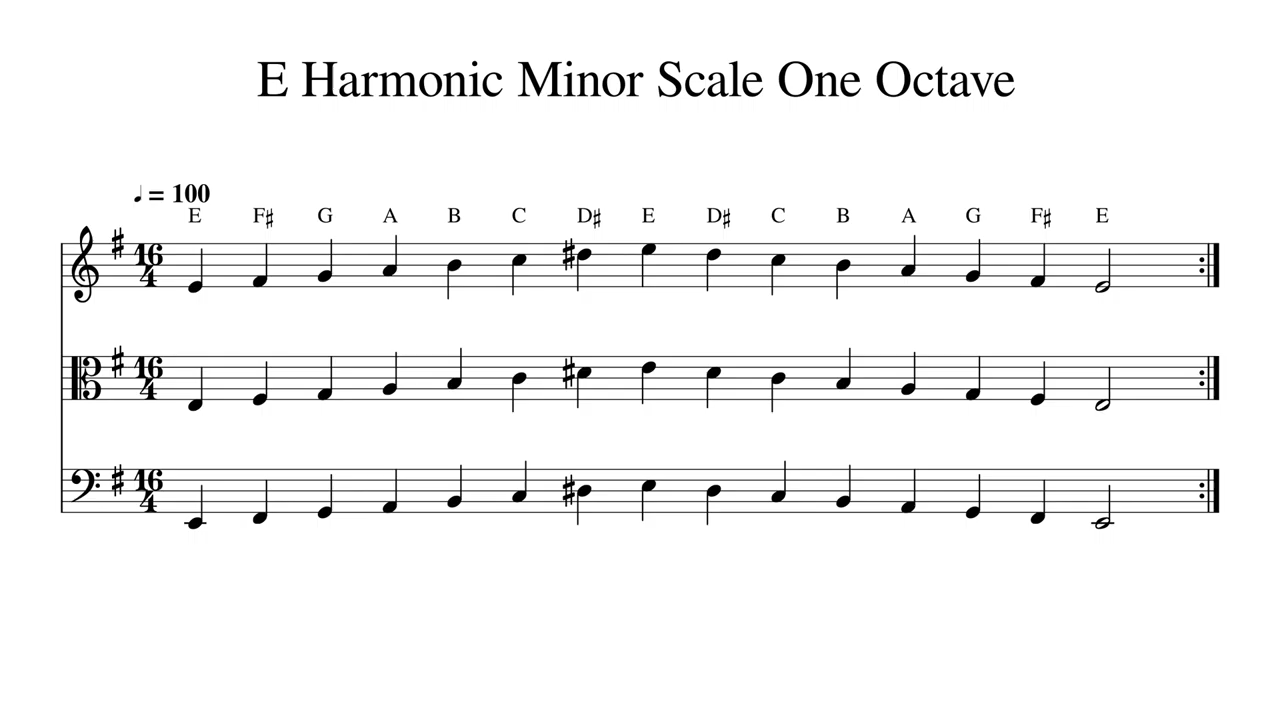 E Harmonic Minor Scale One Octave
♩ = 100
E F♯ G A B C D♯ E D♯ C B A G F♯ E
16
4
16
4
16
4